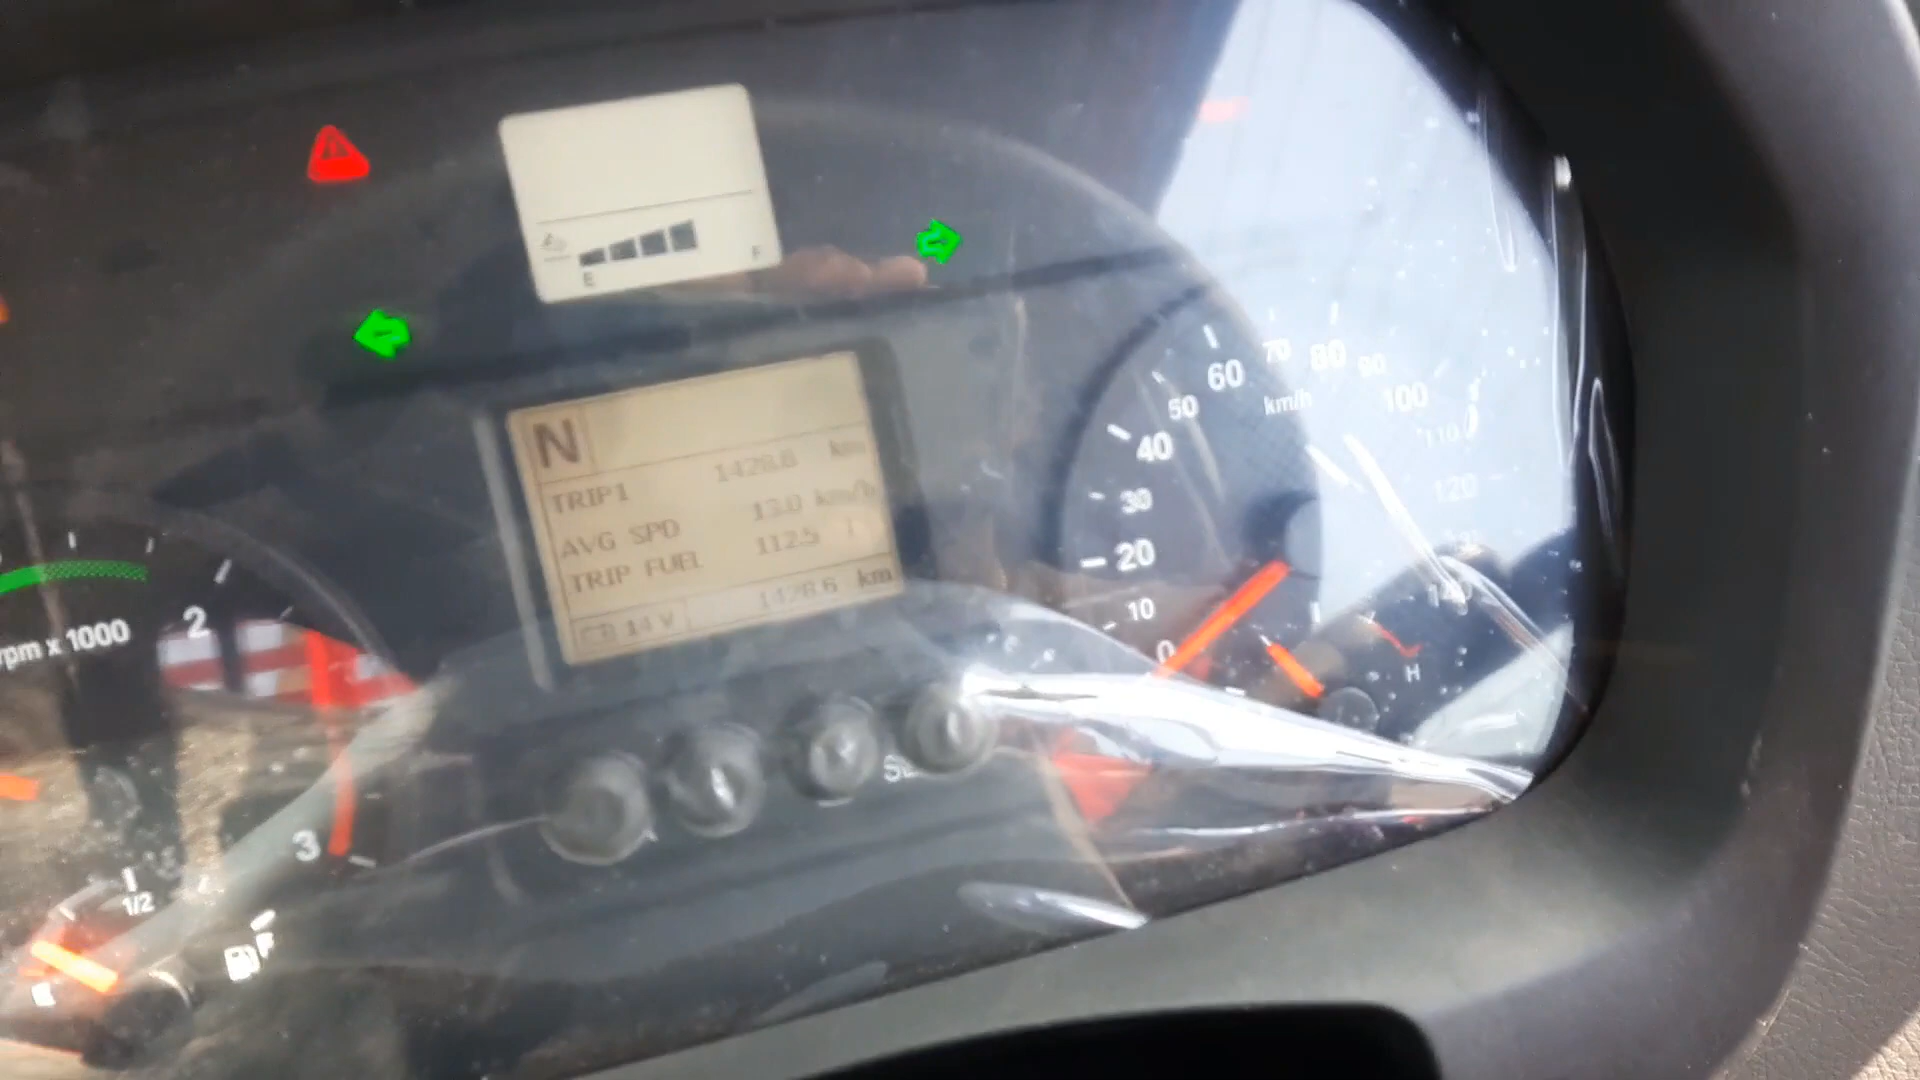 E F
N
TRIP1 1428.6 km
AVG SPD 13.0 km/h
TRIP FUEL 112.5 l
14 V 1428.6 km
rpm x 1000
2
3
1/2
F
0
10
20
30
40
50
60
70
80
90
100
110
120
km/h
H